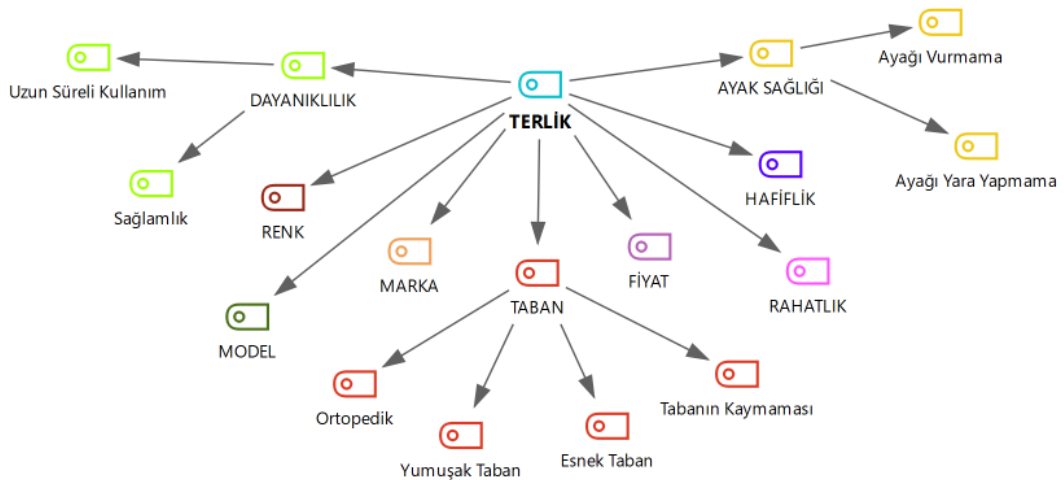 Ayağı Vurmama
Uzun Süreli Kullanım
DAYANIKLILIK
AYAK SAĞLIĞI
TERLİK
Ayağı Yara Yapmama
Sağlamlık
HAFİFLİK
RENK
MARKA
FİYAT
TABAN
RAHATLIK
MODEL
Ortopedik
Tabanın Kaymaması
Yumuşak Taban
Esnek Taban